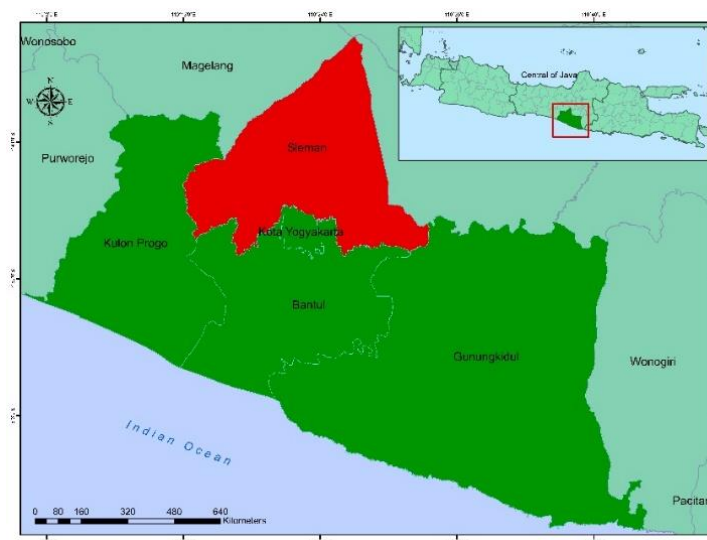 Wonosobo
Magelang
Central of Java
N
W
E
S
Purworejo
Sleman
Kulon Progo
Kota Yogyakarta
Bantul
Gunungkidul
Wonogiri
Indian Ocean
Pacitan
0 80 160 320 480 640
Kilometers